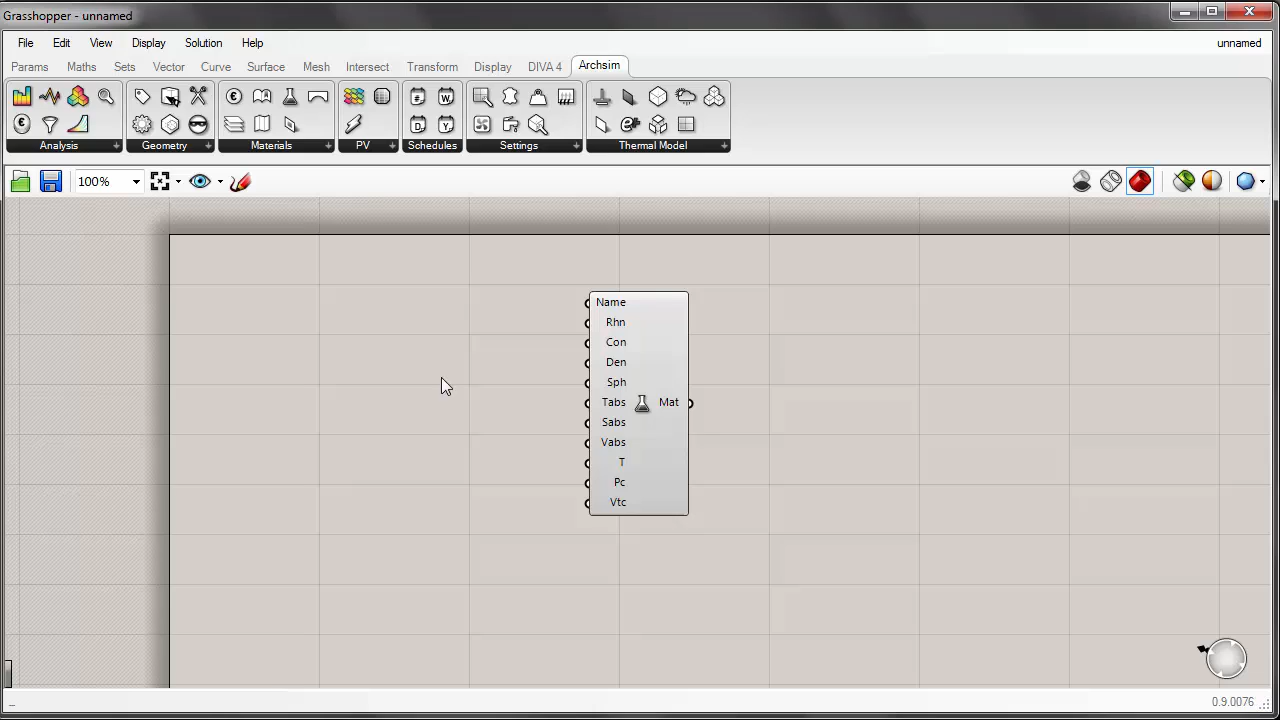 Grasshopper - unnamed
File Edit View Display Solution Help unnamed
Params Maths Sets Vector Curve Surface Mesh Intersect Transform Display DIVA 4 Archsim
Analysis Geometry Materials PV Schedules Settings Thermal Model
100%
Name
Rhn
Con
Den
Sph
Tabs Mat
Sabs
Vabs
T
Pc
Vtc
0.9.0076